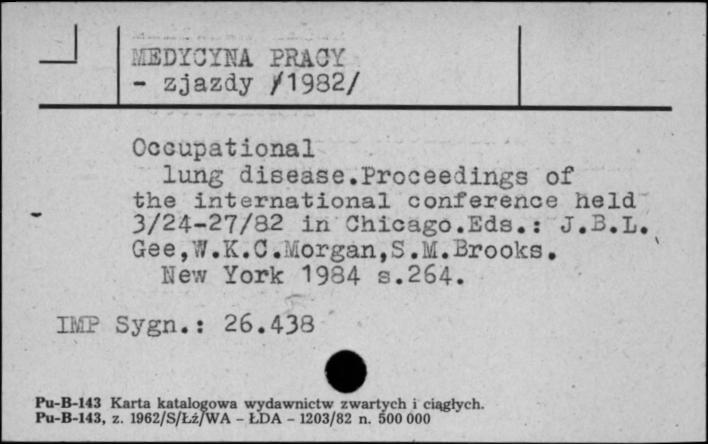 MEDYCYNA PRACY
- zjazdy /1982/
Occupational
lung disease.Proceedings of
the international conference held
3/24-27/82 in Chicago.Eds.: J.B.L.
Gee,W.K.C.Morgan,S.M.Brooks.
New York 1984 s.264.
IMP Sygn.: 26.438
Pu-B-143 Karta katalogowa wydawnictw zwartych i ciągłych.
Pu-B-143, z. 1962/S/Łż/WA - ŁDA - 1203/82 n. 500 000